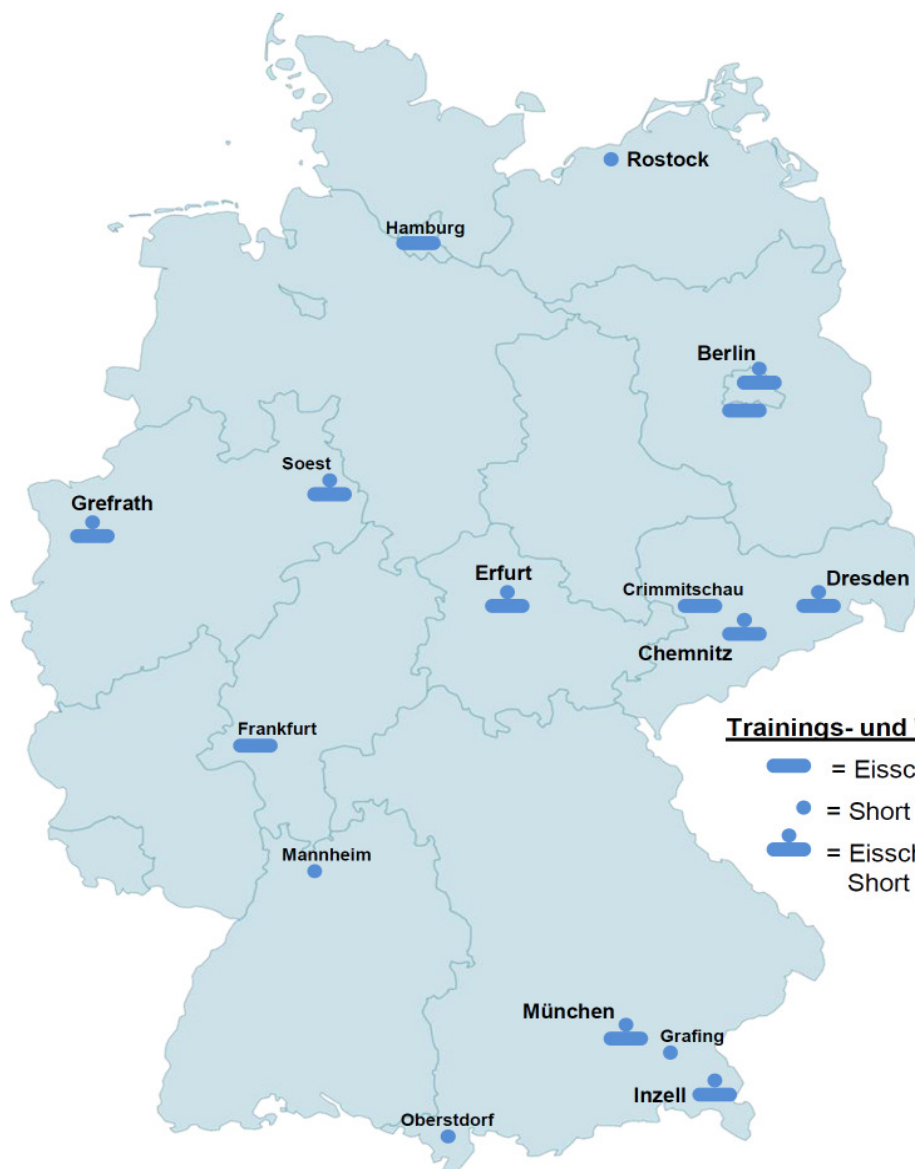 Rostock
Hamburg
Berlin
Soest
Grefrath
Erfurt
Crimmitschau
Dresden
Chemnitz
Frankfurt
Trainings- und
= Eissc
= Short
Mannheim
= Eissch
Short
München
Grafing
Inzell
Oberstdorf